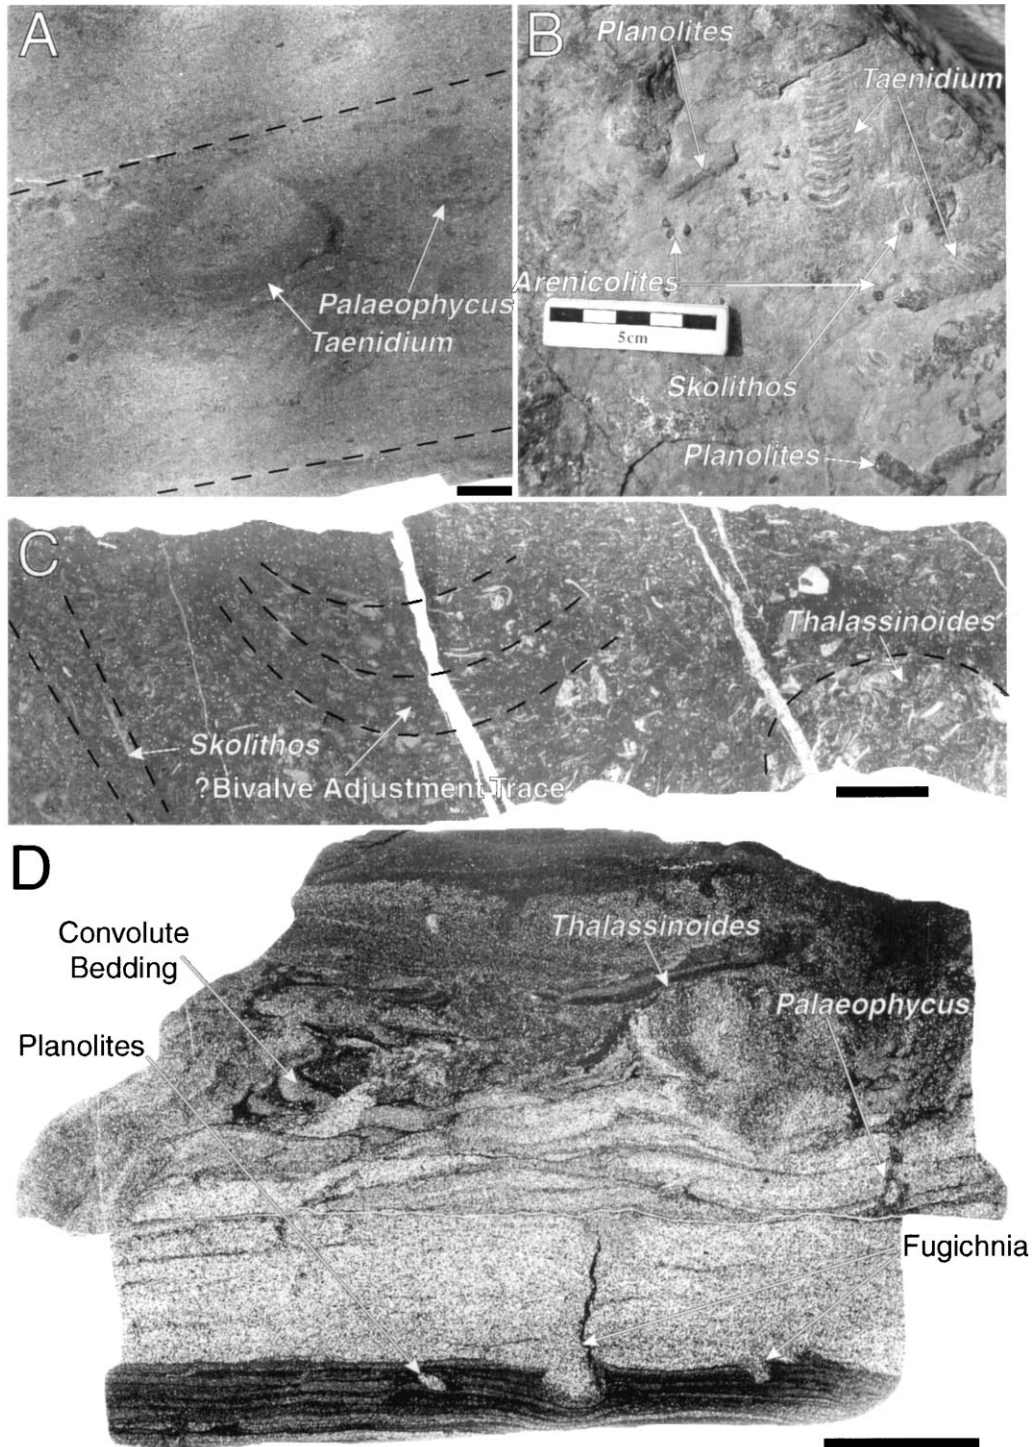 A
Palaeophycus
Taenidium
B
Planolites
Taenidium
Arenicolites
5cm
Skolithos
Planolites
C
Thalassinoides
Skolithos
?Bivalve Adjustment Trace
D
Convolute
Bedding
Thalassinoides
Palaeophycus
Planolites
Fugichnia